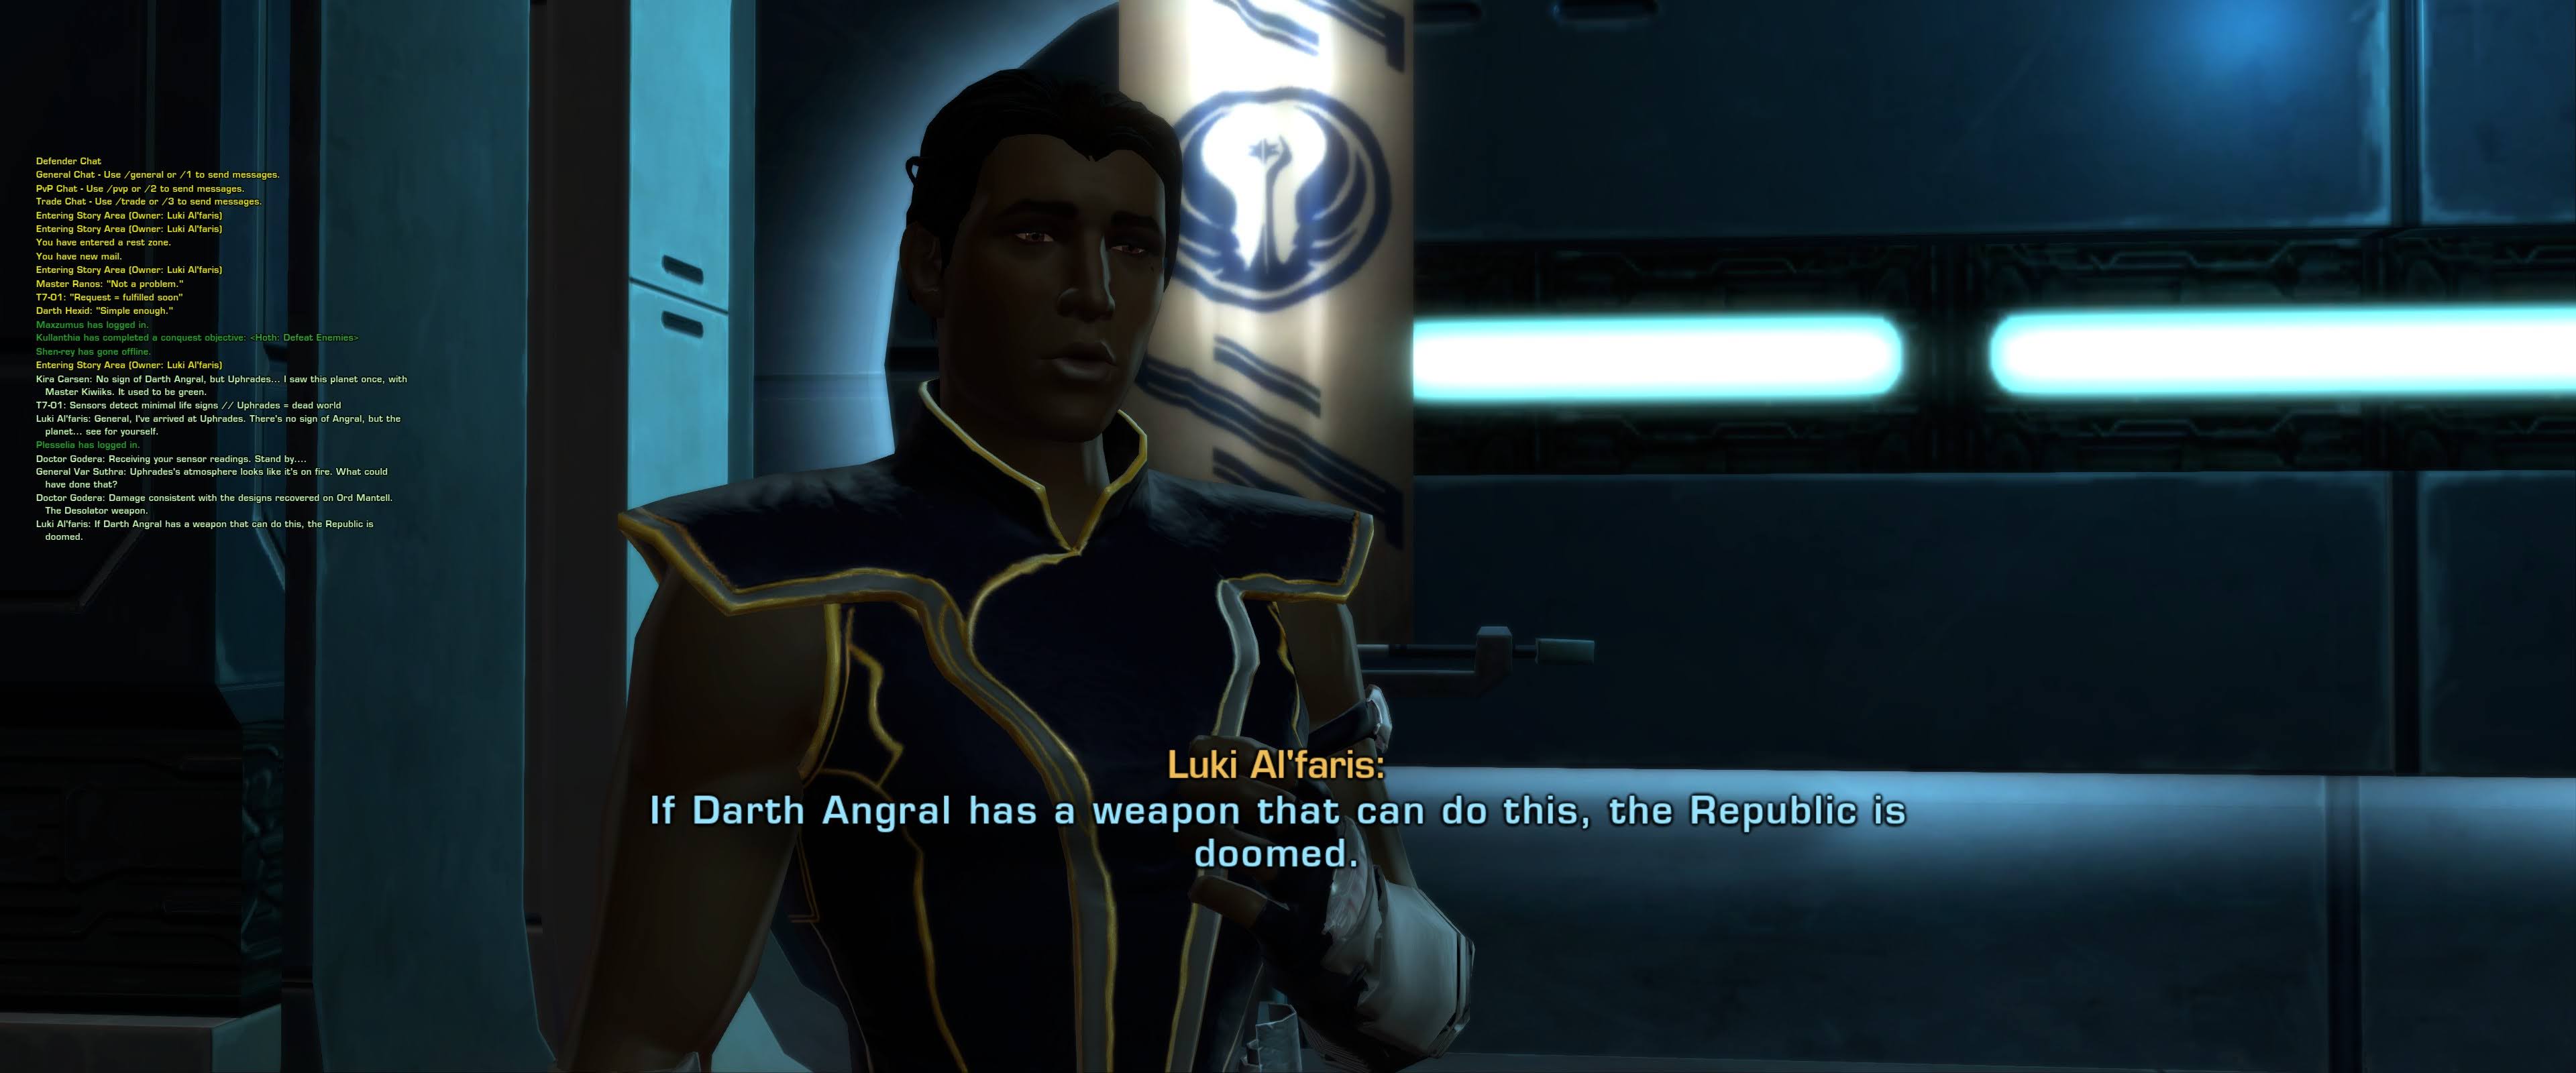 Defender Chat
General Chat - Use /general or /1 to send messages.
PvP Chat - Use /pvp or /2 to send messages.
Trade Chat - Use /trade or /3 to send messages.
Entering Story Area (Owner: Luki Al'faris)
Entering Story Area (Owner: Luki Al'faris)
You have entered a rest zone.
You have new mail.
Entering Story Area (Owner: Luki Al'faris)
Master Ranos: "Not a problem."
T7-01: "Request = fulfilled soon"
Darth Hexid: "Simple enough."
Maxzumus has logged in.
Kullanthia has completed a conquest objective: <Hoth: Defeat Enemies>
Shen-rey has gone offline.
Entering Story Area (Owner: Luki Al'faris)
Kira Carsen: No sign of Darth Angral, but Uphrades... I saw this planet once, with
Master Kiwiiks. It used to be green.
T7-01: Sensors detect minimal life signs // Uphrades = dead world
Luki Al'faris: General, I've arrived at Uphrades. There's no sign of Angral, but the
planet... see for yourself.
Plesselia has logged in.
Doctor Godera: Receiving your sensor readings. Stand by....
General Var Suthra: Uphrades's atmosphere looks like it's on fire. What could
have done that?
Doctor Godera: Damage consistent with the designs recovered on Ord Mantell.
The Desolator weapon.
Luki Al'faris: If Darth Angral has a weapon that can do this, the Republic is
doomed.
Luki Al'faris:
If Darth Angral has a weapon that can do this, the Republic is
doomed.